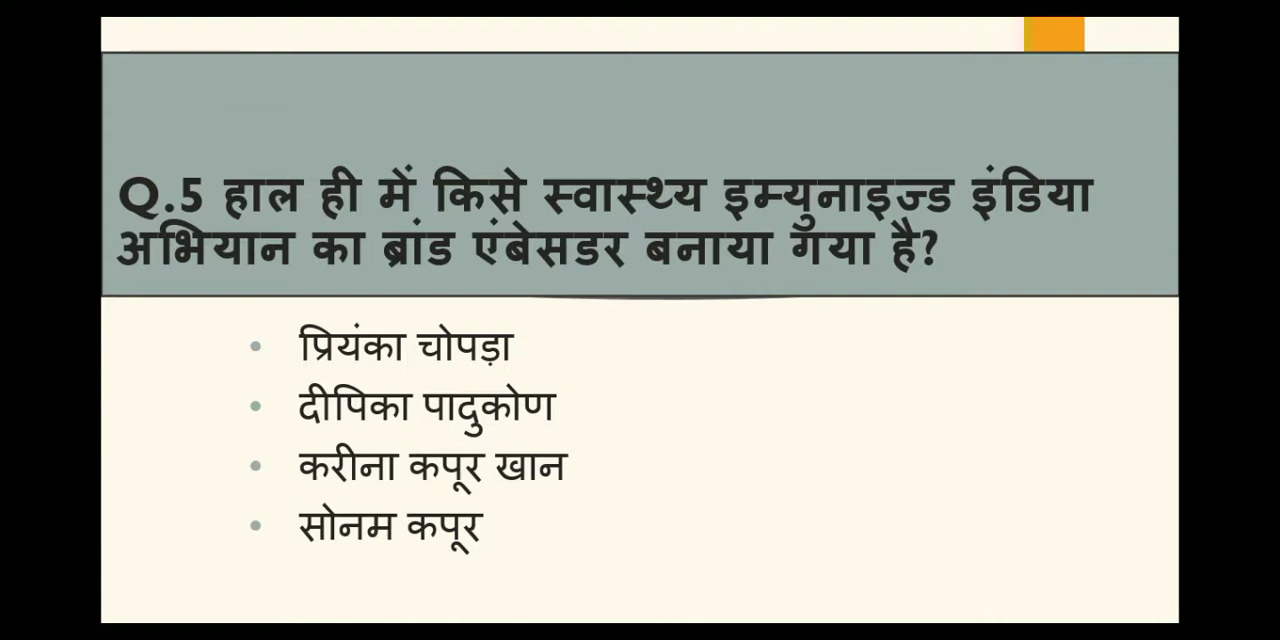 Q.5 हाल ही में किसे स्वास्थ्य इम्युनाइज्ड इंडिया
अभियान का ब्रांड एंबेसडर बनाया गया है?
• प्रियंका चोपड़ा
• दीपिका पादुकोण
• करीना कपूर खान
• सोनम कपूर